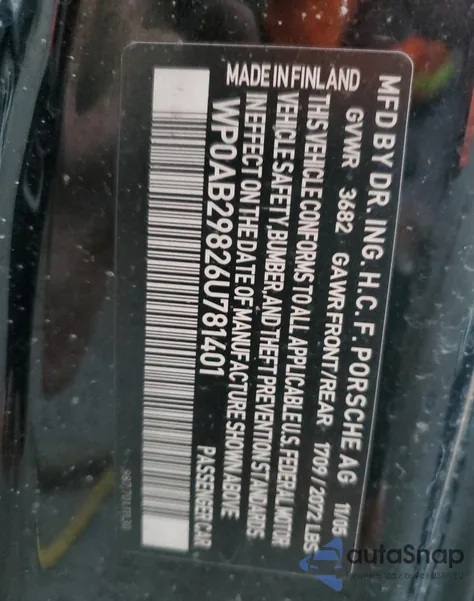 MFD BY DR. ING. H.C. F. PORSCHE AG 11/05
GVWR 3682 GAWR FRONT/REAR 1709 / 2072 LBS
THIS VEHICLE CONFORMS TO ALL APPLICABLE U.S. FEDERAL MOTOR
VEHICLE SAFETY, BUMPER, AND THEFT PREVENTION STANDARDS
IN EFFECT ON THE DATE OF MANUFACTURE SHOWN ABOVE
MADE IN FINLAND WP0AB29826U781401 PASSENGER CAR
autoSnap